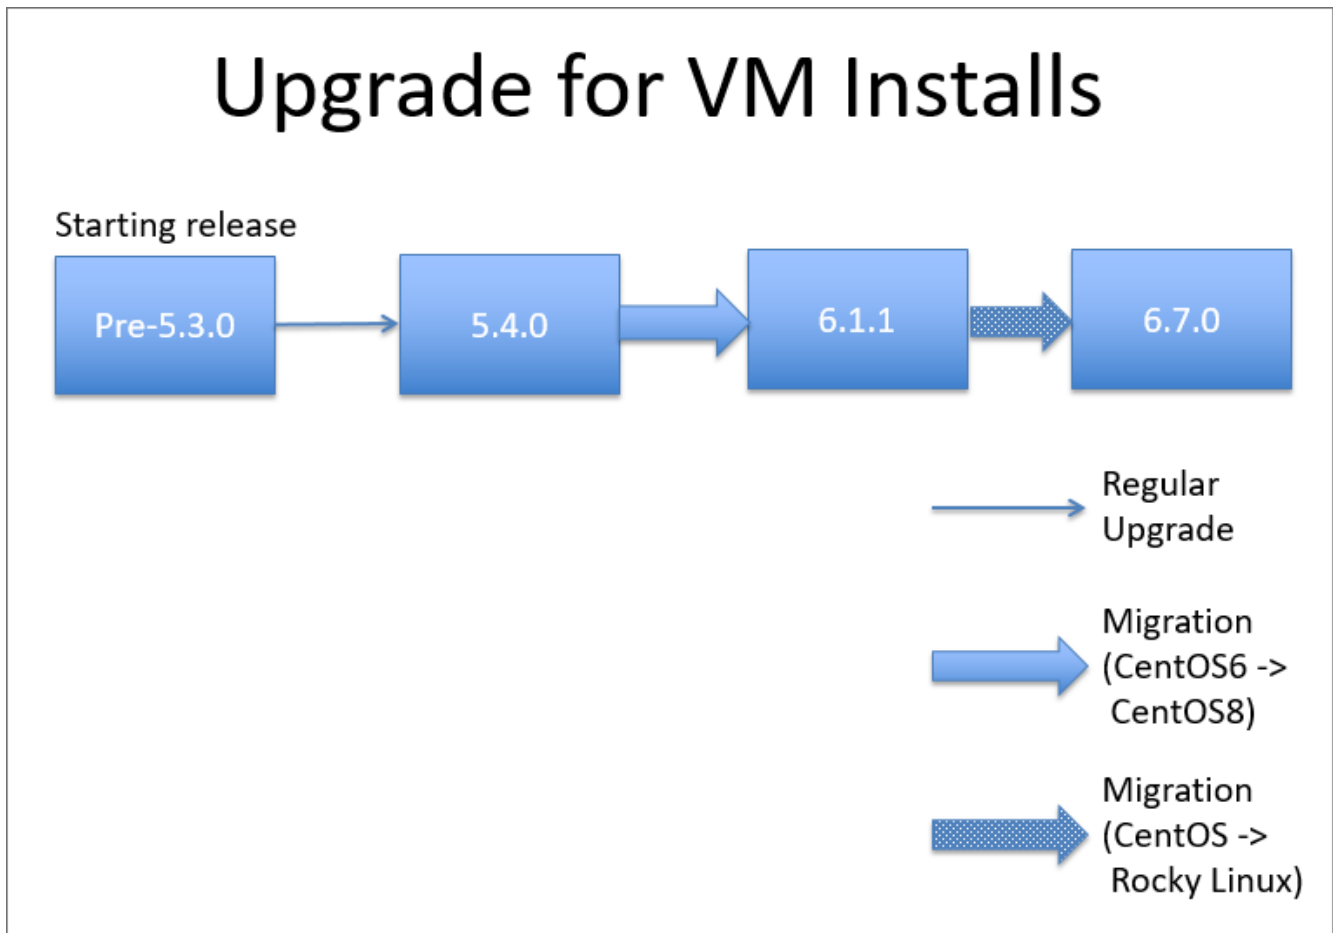 Upgrade for VM Installs
Starting release
Pre-5.3.0
5.4.0
6.1.1
6.7.0
Regular
Upgrade
Migration
(CentOS6 ->
CentOS8)
Migration
(CentOS ->
Rocky Linux)